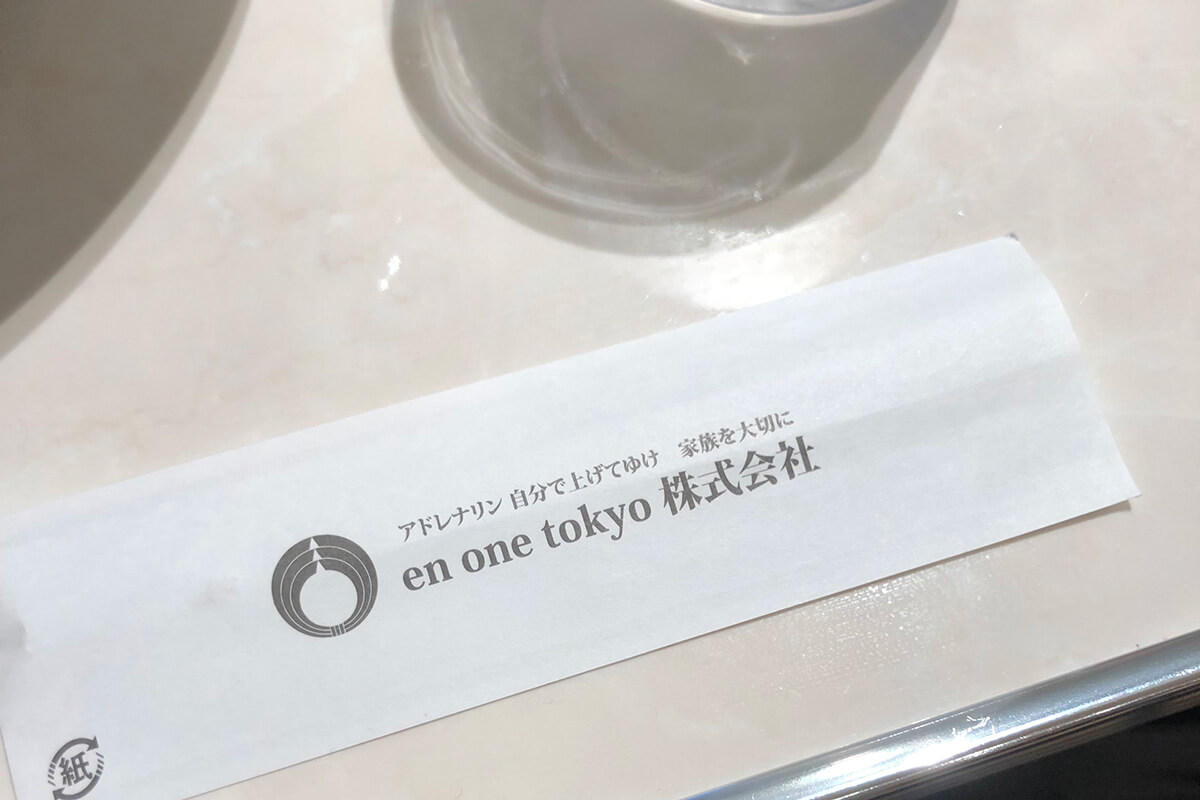 アドレナリン 自分で上げてゆけ　家族を大切に
en one tokyo 株式会社
紙